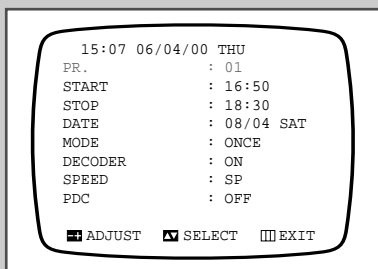 15:07 06/04/00 THU
PR. : 01
START : 16:50
STOP : 18:30
DATE : 08/04 SAT
MODE : ONCE
DECODER : ON
SPEED : SP
PDC : OFF
-+ ADJUST ▲▼ SELECT EXIT